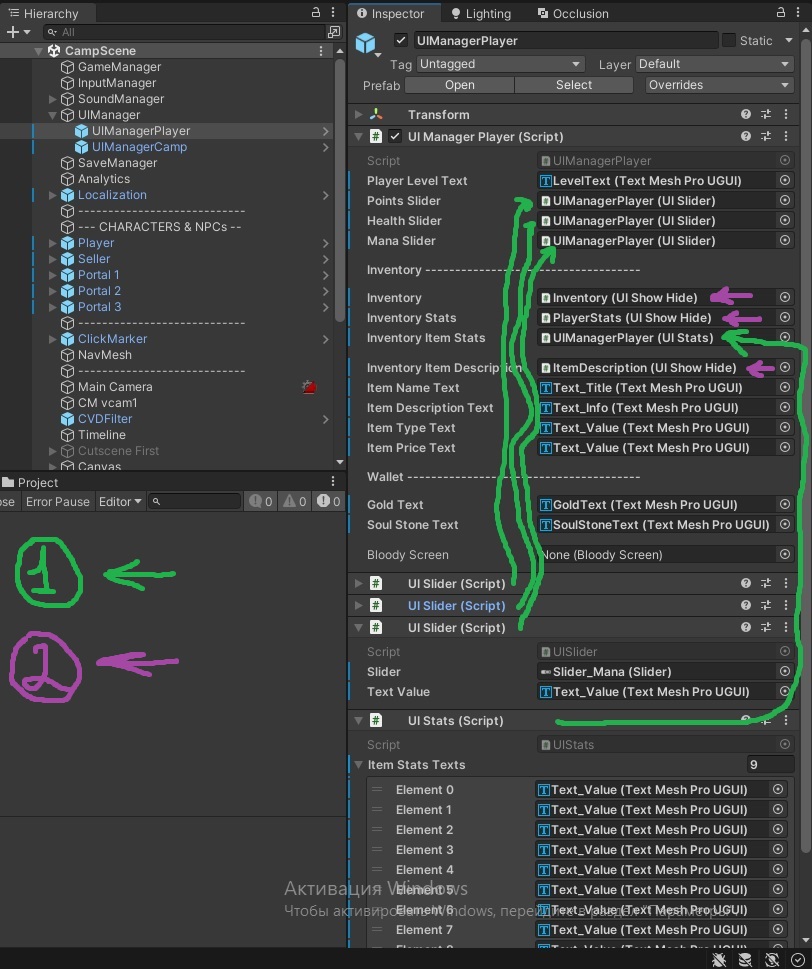 Hierarchy
All
CampScene
GameManager
InputManager
SoundManager
UIManager
UIManagerPlayer
UIManagerCamp
SaveManager
Analytics
Localization
------------------------
--- CHARACTERS & NPCs --
Player
Seller
Portal 1
Portal 2
Portal 3
------------------------
ClickMarker
NavMesh
------------------------
Main Camera
CM vcam1
CVDFilter
Timeline
Cutscene First
Canvas
Project
Error Pause Editor 0 0 0
1
2
Inspector Lighting Occlusion
UIManagerPlayer Static
Tag Untagged Layer Default
Prefab Open Select Overrides
Transform
UI Manager Player (Script)
Script UIManagerPlayer
Player Level Text LevelText (Text Mesh Pro UGUI)
Points Slider UIManagerPlayer (UI Slider)
Health Slider UIManagerPlayer (UI Slider)
Mana Slider UIManagerPlayer (UI Slider)
Inventory --------------------------------
Inventory Inventory (UI Show Hide)
Inventory Stats PlayerStats (UI Show Hide)
Inventory Item Stats UIManagerPlayer (UI Stats)
Inventory Item Description ItemDescription (UI Show Hide)
Item Name Text Text_Title (Text Mesh Pro UGUI)
Item Description Text Text_Info (Text Mesh Pro UGUI)
Item Type Text Text_Value (Text Mesh Pro UGUI)
Item Price Text Text_Value (Text Mesh Pro UGUI)
Wallet -----------------------------------
Gold Text GoldText (Text Mesh Pro UGUI)
Soul Stone Text SoulStoneText (Text Mesh Pro UGUI)
Bloody Screen None (Bloody Screen)
UI Slider (Script)
UI Slider (Script)
UI Slider (Script)
Script UISlider
Slider Slider_Mana (Slider)
Text Value Text_Value (Text Mesh Pro UGUI)
UI Stats (Script)
Script UIStats
Item Stats Texts 9
Element 0 Text_Value (Text Mesh Pro UGUI)
Element 1 Text_Value (Text Mesh Pro UGUI)
Element 2 Text_Value (Text Mesh Pro UGUI)
Element 3 Text_Value (Text Mesh Pro UGUI)
Element 4 Text_Value (Text Mesh Pro UGUI)
Element 5 Text_Value (Text Mesh Pro UGUI)
Element 6 Text_Value (Text Mesh Pro UGUI)
Element 7 Text_Value (Text Mesh Pro UGUI)
Активация Windows
Чтобы активировать Windows, перейдите в раздел "Параметры".